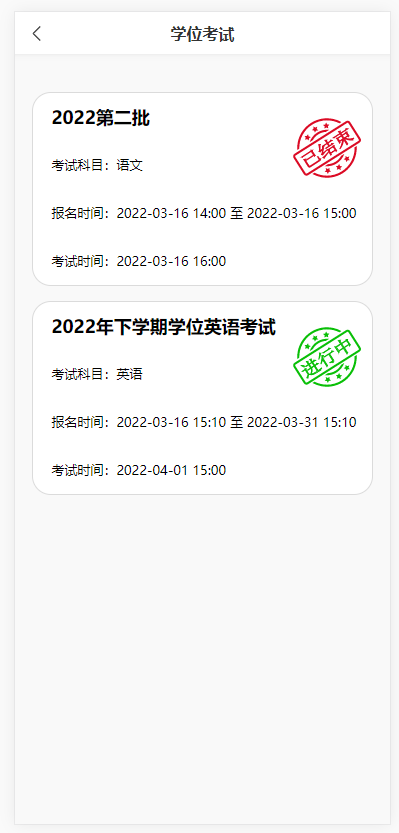 学位考试
2022第二批
已结束
考试科目：语文
报名时间：2022-03-16 14:00 至 2022-03-16 15:00
考试时间：2022-03-16 16:00
2022年下学期学位英语考试
进行中
考试科目：英语
报名时间：2022-03-16 15:10 至 2022-03-31 15:10
考试时间：2022-04-01 15:00